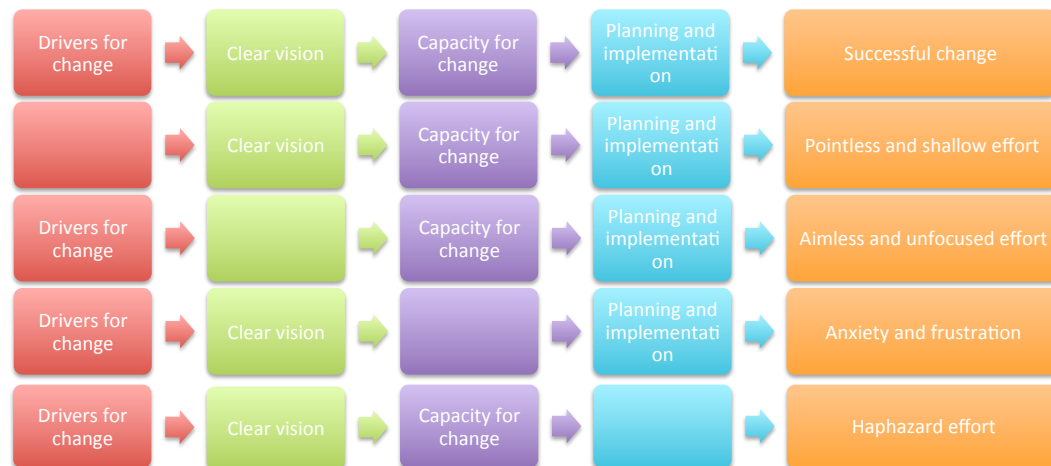 Drivers for
change
Clear vision
Capacity for
change
Planning and
implementati
on
Successful change
Clear vision
Capacity for
change
Planning and
implementati
on
Pointless and shallow effort
Drivers for
change
Capacity for
change
Planning and
implementati
on
Aimless and unfocused effort
Drivers for
change
Clear vision
Planning and
implementati
on
Anxiety and frustration
Drivers for
change
Clear vision
Capacity for
change
Haphazard effort